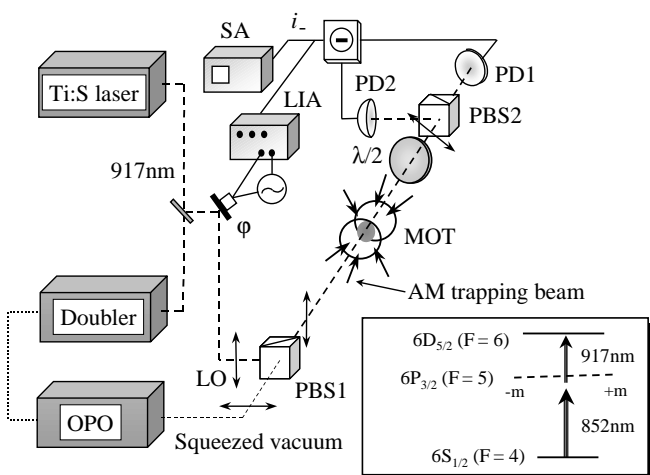 SA
i-
PD1
Ti:S laser
LIA
PD2
PBS2
λ/2
917nm
φ
MOT
AM trapping beam
Doubler
LO
PBS1
OPO
Squeezed vacuum
6D5/2 (F = 6)
917nm
6P3/2 (F = 5)
-m
+m
852nm
6S1/2 (F = 4)